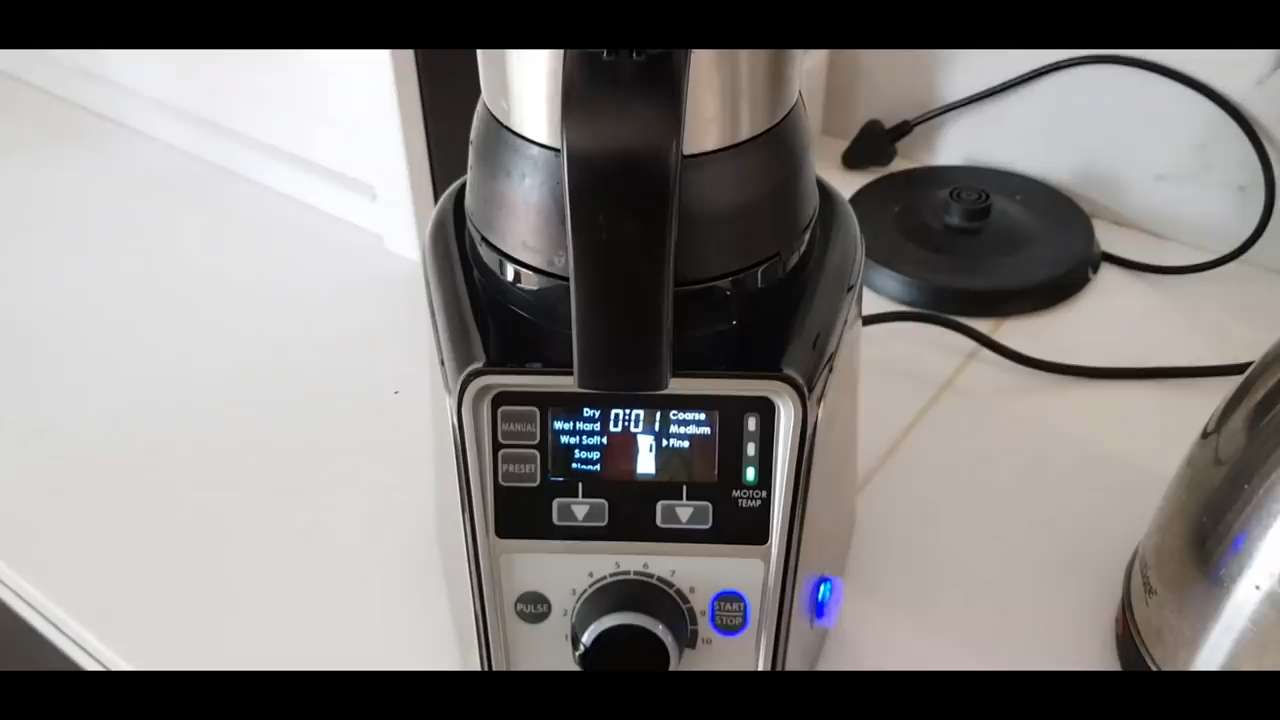 MANUAL
PRESET
Dry
Wet Hard
Wet Soft
Soup
Blend
0:01
Coarse
Medium
Fine
MOTOR
TEMP
PULSE
1
2
3
4
5
6
7
8
9
10
START
STOP